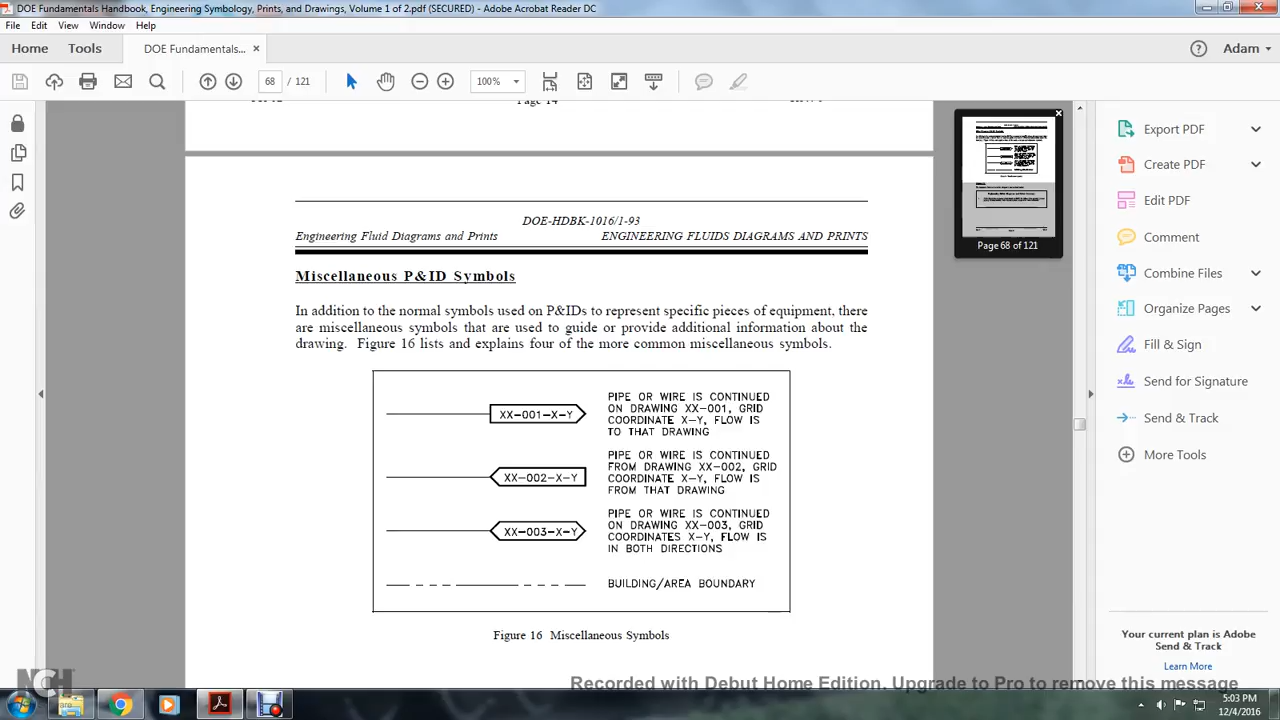 DOE Fundamentals Handbook, Engineering Symbology, Prints, and Drawings, Volume 1 of 2.pdf (SECURED) - Adobe Acrobat Reader DC
File Edit View Window Help
Home Tools DOE Fundamentals... × Adam
68 / 121 100%
Page 14
DOE-HDBK-1016/1-93
Engineering Fluid Diagrams and Prints ENGINEERING FLUIDS DIAGRAMS AND PRINTS
Miscellaneous P&ID Symbols
In addition to the normal symbols used on P&IDs to represent specific pieces of equipment, there
are miscellaneous symbols that are used to guide or provide additional information about the
drawing. Figure 16 lists and explains four of the more common miscellaneous symbols.
XX-001-X-Y
PIPE OR WIRE IS CONTINUED
ON DRAWING XX-001, GRID
COORDINATE X-Y, FLOW IS
TO THAT DRAWING
XX-002-X-Y
PIPE OR WIRE IS CONTINUED
FROM DRAWING XX-002, GRID
COORDINATE X-Y, FLOW IS
FROM THAT DRAWING
XX-003-X-Y
PIPE OR WIRE IS CONTINUED
ON DRAWING XX-003, GRID
COORDINATES X-Y, FLOW IS
IN BOTH DIRECTIONS
BUILDING/AREA BOUNDARY
Figure 16 Miscellaneous Symbols
Page 68 of 121
Export PDF
Create PDF
Edit PDF
Comment
Combine Files
Organize Pages
Fill & Sign
Send for Signature
Send & Track
More Tools
Your current plan is Adobe
Send & Track
Learn More
NCH
Recorded with Debut Home Edition. Upgrade to Pro to remove this message
5:03 PM
12/4/2016